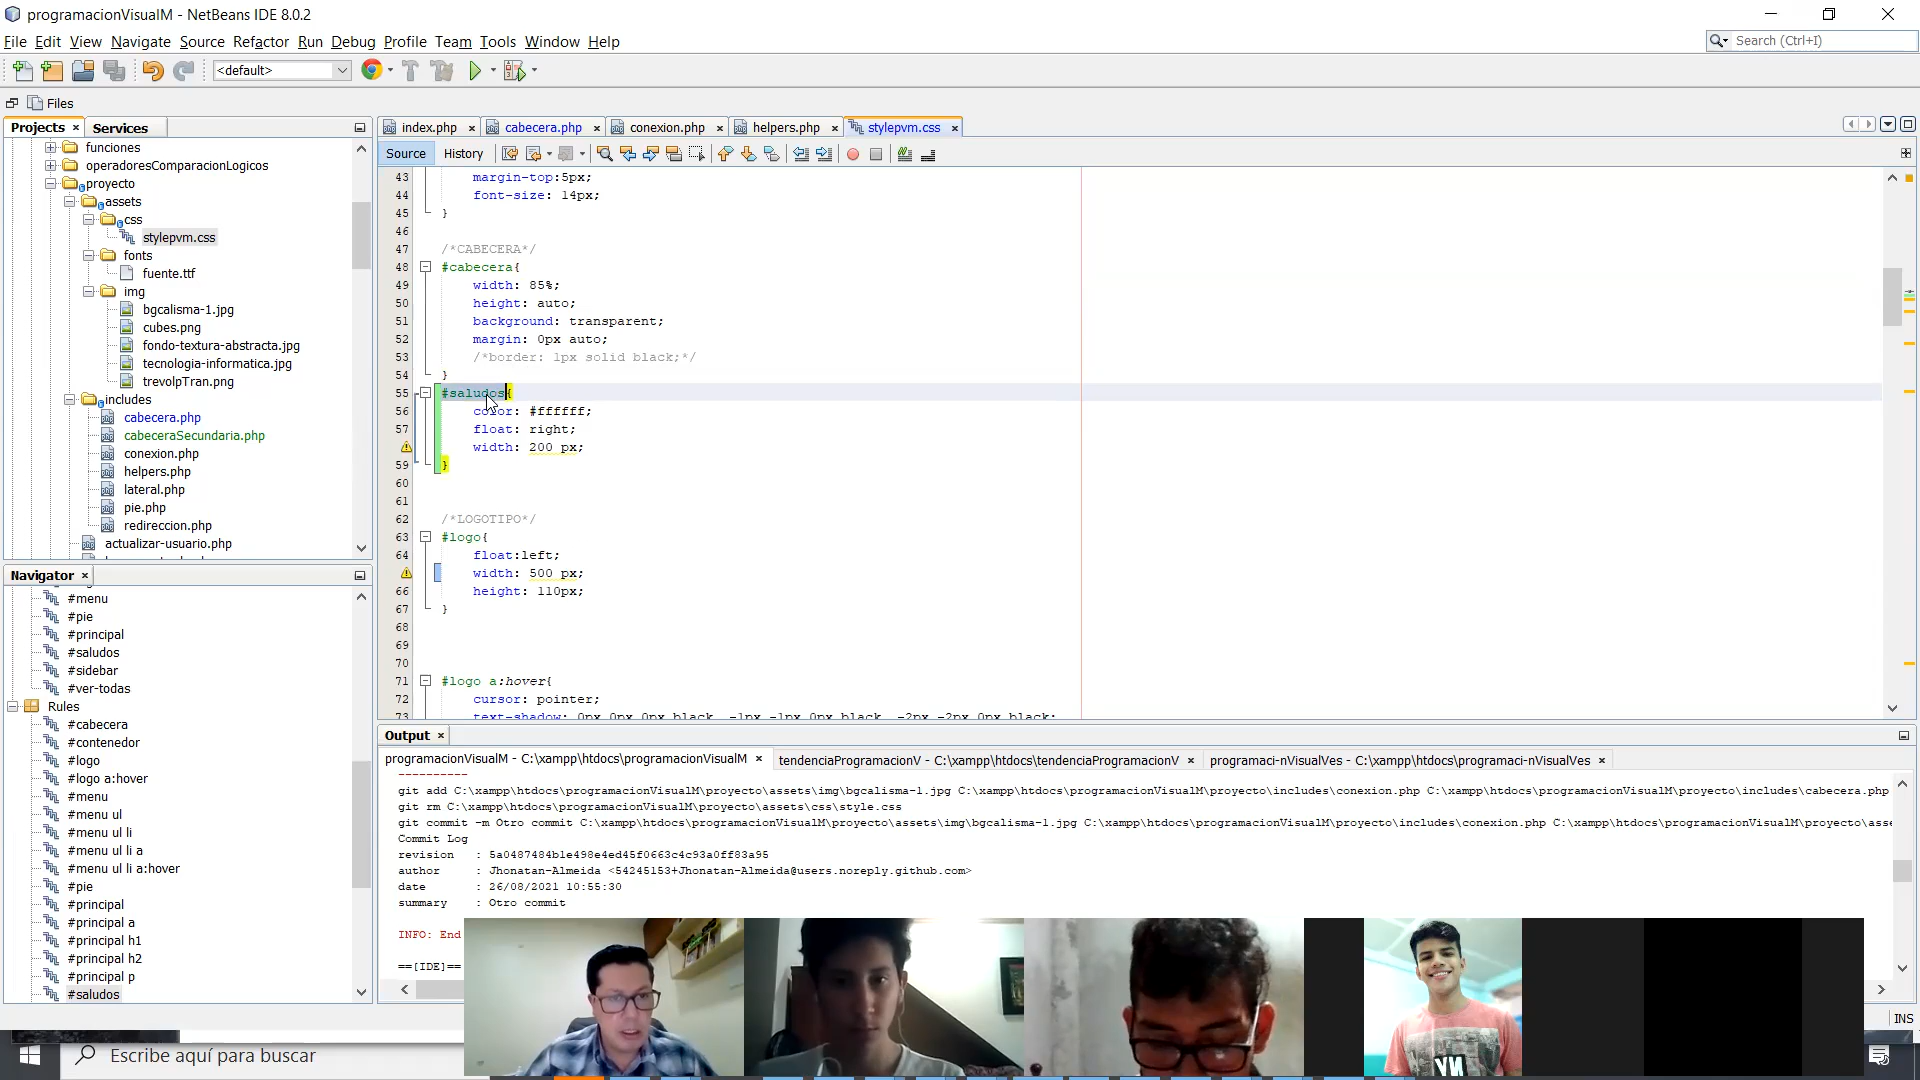 programacionVisualM - NetBeans IDE 8.0.2
File Edit View Navigate Source Refactor Run Debug Profile Team Tools Window Help
Search (Ctrl+I)
<default>
Files
Projects Services
funciones
operadoresComparacionLogicos
proyecto
assets
css
stylepvm.css
fonts
fuente.ttf
img
bgcalisma-1.jpg
cubes.png
fondo-textura-abstracta.jpg
tecnologia-informatica.jpg
trevolpTran.png
includes
cabecera.php
cabeceraSecundaria.php
conexion.php
helpers.php
lateral.php
pie.php
redireccion.php
actualizar-usuario.php
Navigator
#menu
#pie
#principal
#saludos
#sidebar
#ver-todas
Rules
#cabecera
#contenedor
#logo
#logo a:hover
#menu
#menu ul
#menu ul li
#menu ul li a
#menu ul li a:hover
#pie
#principal
#principal a
#principal h1
#principal h2
#principal p
#saludos
index.php cabecera.php conexion.php helpers.php stylepvm.css
Source History
43 margin-top:5px;
44 font-size: 14px;
45 }
46
47 /*CABECERA*/
48 #cabecera{
49 width: 85%;
50 height: auto;
51 background: transparent;
52 margin: 0px auto;
53 /*border: 1px solid black;*/
54 }
55 #saludos{
56 color: #ffffff;
57 float: right;
width: 200 px;
59 }
60
61
62 /*LOGOTIPO*/
63 #logo{
64 float:left;
width: 500 px;
66 height: 110px;
67 }
68
69
70
71 #logo a:hover{
72 cursor: pointer;
73 text-shadow: 0px 0px 0px black, -1px -1px 0px black, -2px -2px 0px black;
Output
programacionVisualM - C:\xampp\htdocs\programacionVisualM tendenciaProgramacionV - C:\xampp\htdocs\tendenciaProgramacionV programaci-nVisualVes - C:\xampp\htdocs\programaci-nVisualVes
----------
git add C:\xampp\htdocs\programacionVisualM\proyecto\assets\img\bgcalisma-1.jpg C:\xampp\htdocs\programacionVisualM\proyecto\includes\conexion.php C:\xampp\htdocs\programacionVisualM\proyecto\includes\cabecera.php
git rm C:\xampp\htdocs\programacionVisualM\proyecto\assets\css\style.css
git commit -m Otro commit C:\xampp\htdocs\programacionVisualM\proyecto\assets\img\bgcalisma-1.jpg C:\xampp\htdocs\programacionVisualM\proyecto\includes\conexion.php C:\xampp\htdocs\programacionVisualM\proyecto\asse
Commit Log
revision : 5a0487484b1e498e4ed45f0663c4c93a0ff83a95
author : Jhonatan-Almeida <54245153+Jhonatan-Almeida@users.noreply.github.com>
date : 26/08/2021 10:55:30
summary : Otro commit
INFO: End
==[IDE]==
INS
Escribe aquí para buscar